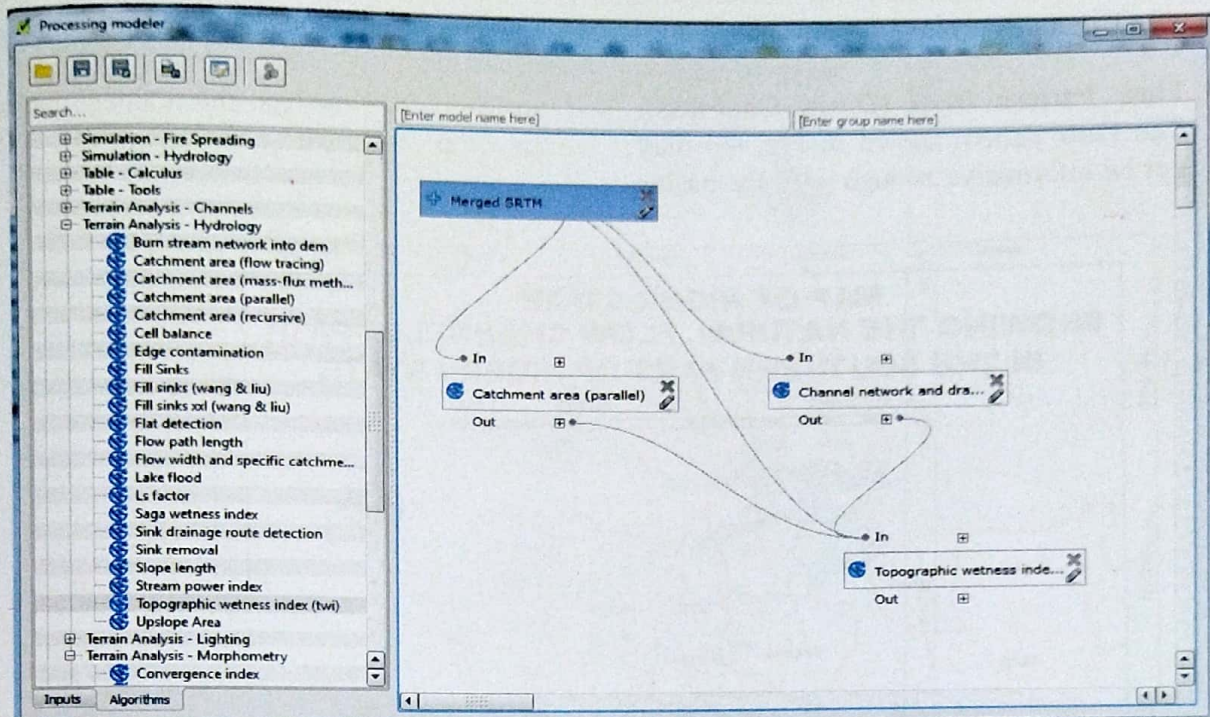 Processing modeler
Search...
[Enter model name here]
[Enter group name here]
Simulation - Fire Spreading
Simulation - Hydrology
Table - Calculus
Table - Tools
Terrain Analysis - Channels
Terrain Analysis - Hydrology
Burn stream network into dem
Catchment area (flow tracing)
Catchment area (mass-flux meth...
Catchment area (parallel)
Catchment area (recursive)
Cell balance
Edge contamination
Fill Sinks
Fill sinks (wang & liu)
Fill sinks xxl (wang & liu)
Flat detection
Flow path length
Flow width and specific catchme...
Lake flood
Ls factor
Saga wetness index
Sink drainage route detection
Sink removal
Slope length
Stream power index
Topographic wetness index (twi)
Upslope Area
Terrain Analysis - Lighting
Terrain Analysis - Morphometry
Convergence index
Inputs
Algorithms
Merged SRTM
In
Catchment area (parallel)
Out
In
Channel network and dra...
Out
In
Topographic wetness inde...
Out